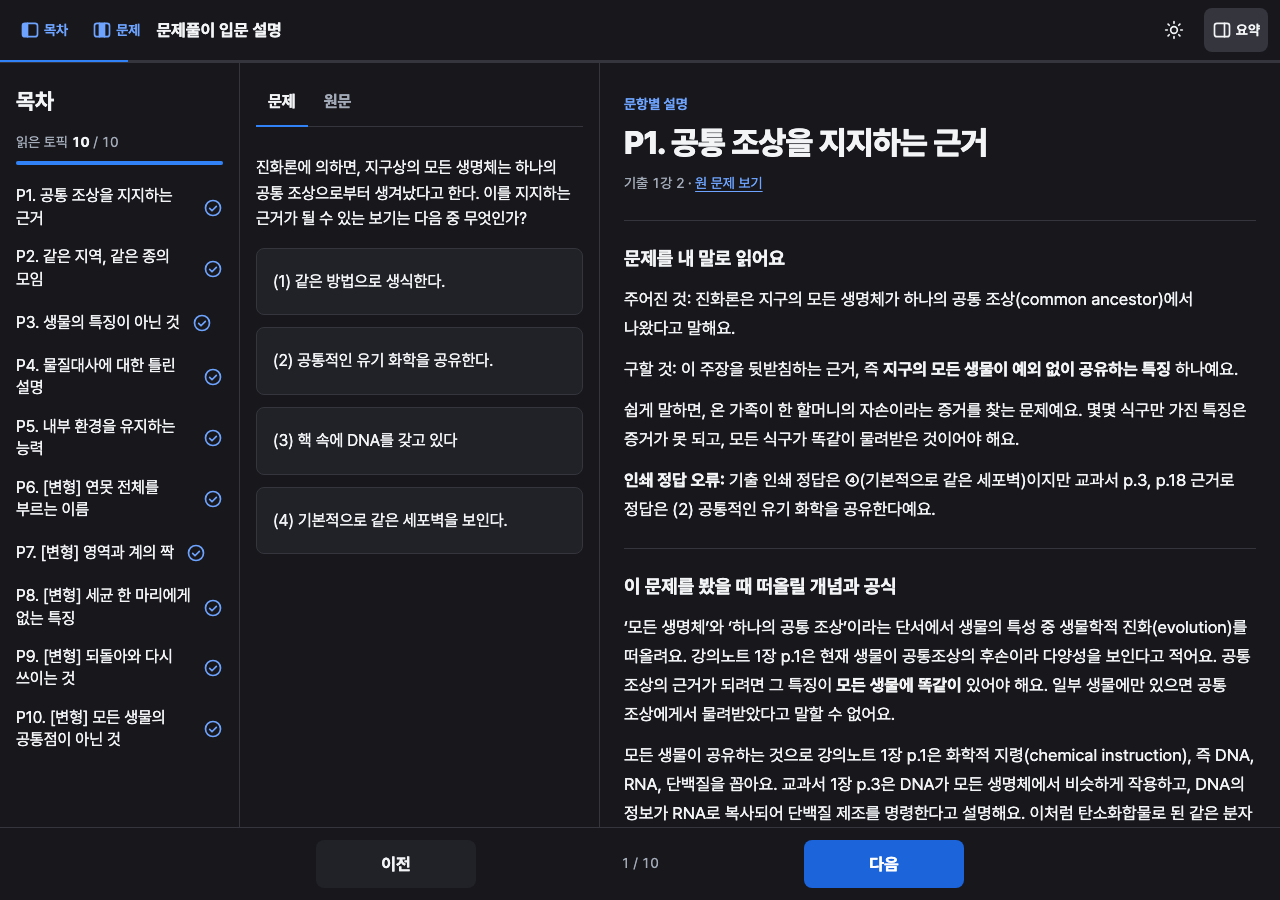 목차
문제
문제풀이 입문 설명
요약
목차
읽은 토픽 10 / 10
P1. 공통 조상을 지지하는
근거
P2. 같은 지역, 같은 종의
모임
P3. 생물의 특징이 아닌 것
P4. 물질대사에 대한 틀린
설명
P5. 내부 환경을 유지하는
능력
P6. [변형] 연못 전체를
부르는 이름
P7. [변형] 영역과 계의 짝
P8. [변형] 세균 한 마리에게
없는 특징
P9. [변형] 되돌아와 다시
쓰이는 것
P10. [변형] 모든 생물의
공통점이 아닌 것
문제
원문
진화론에 의하면, 지구상의 모든 생명체는 하나의
공통 조상으로부터 생겨났다고 한다. 이를 지지하는
근거가 될 수 있는 보기는 다음 중 무엇인가?
(1) 같은 방법으로 생식한다.
(2) 공통적인 유기 화학을 공유한다.
(3) 핵 속에 DNA를 갖고 있다
(4) 기본적으로 같은 세포벽을 보인다.
문항별 설명
P1. 공통 조상을 지지하는 근거
기출 1강 2 · 원 문제 보기
문제를 내 말로 읽어요
주어진 것: 진화론은 지구의 모든 생명체가 하나의 공통 조상(common ancestor)에서
나왔다고 말해요.
구할 것: 이 주장을 뒷받침하는 근거, 즉 지구의 모든 생물이 예외 없이 공유하는 특징 하나예요.
쉽게 말하면, 온 가족이 한 할머니의 자손이라는 증거를 찾는 문제예요. 몇몇 식구만 가진 특징은
증거가 못 되고, 모든 식구가 똑같이 물려받은 것이어야 해요.
인쇄 정답 오류: 기출 인쇄 정답은 ④(기본적으로 같은 세포벽)이지만 교과서 p.3, p.18 근거로
정답은 (2) 공통적인 유기 화학을 공유한다예요.
이 문제를 봤을 때 떠올릴 개념과 공식
‘모든 생명체’와 ‘하나의 공통 조상’이라는 단서에서 생물의 특성 중 생물학적 진화(evolution)를
떠올려요. 강의노트 1장 p.1은 현재 생물이 공통조상의 후손이라 다양성을 보인다고 적어요. 공통
조상의 근거가 되려면 그 특징이 모든 생물에 똑같이 있어야 해요. 일부 생물에만 있으면 공통
조상에게서 물려받았다고 말할 수 없어요.
모든 생물이 공유하는 것으로 강의노트 1장 p.1은 화학적 지령(chemical instruction), 즉 DNA,
RNA, 단백질을 꼽아요. 교과서 1장 p.3은 DNA가 모든 생명체에서 비슷하게 작용하고, DNA의
정보가 RNA로 복사되어 단백질 제조를 명령한다고 설명해요. 이처럼 탄소화합물로 된 같은 분자
이전
1 / 10
다음